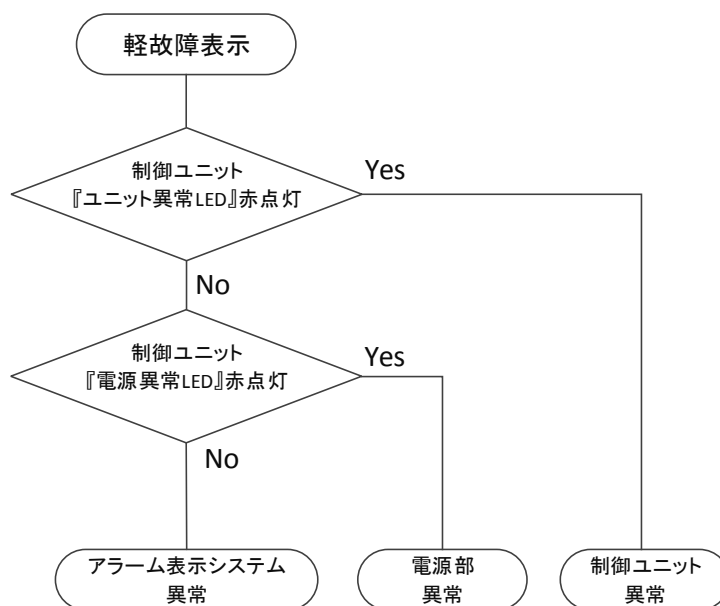 軽故障表示
制御ユニット
『ユニット異常LED』赤点灯
Yes
No
制御ユニット
『電源異常LED』赤点灯
Yes
No
アラーム表示システム
異常
電源部
異常
制御ユニット
異常